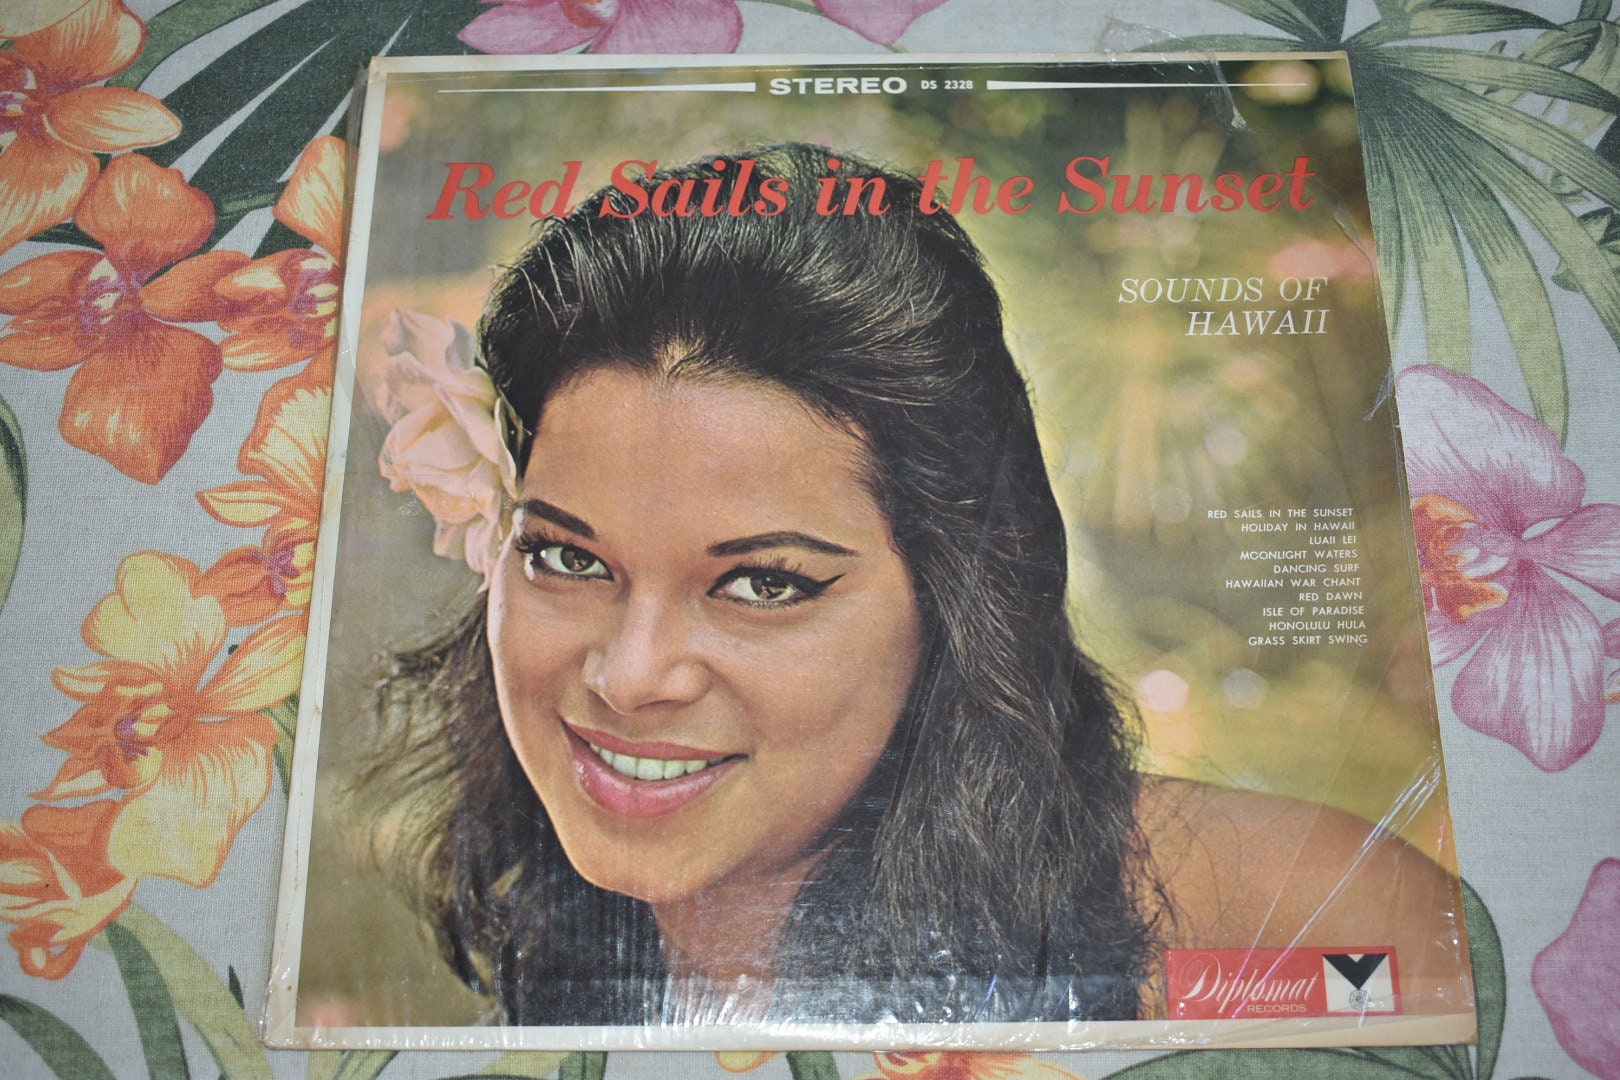 STEREO DS 2328
Red Sails in the Sunset
SOUNDS OF
HAWAII
RED SAILS IN THE SUNSET
HOLIDAY IN HAWAII
LUAII LEI
MOONLIGHT WATERS
DANCING SURF
HAWAIIAN WAR CHANT
RED DAWN
ISLE OF PARADISE
HONOLULU HULA
GRASS SKIRT SWING
Diplomat
RECORDS